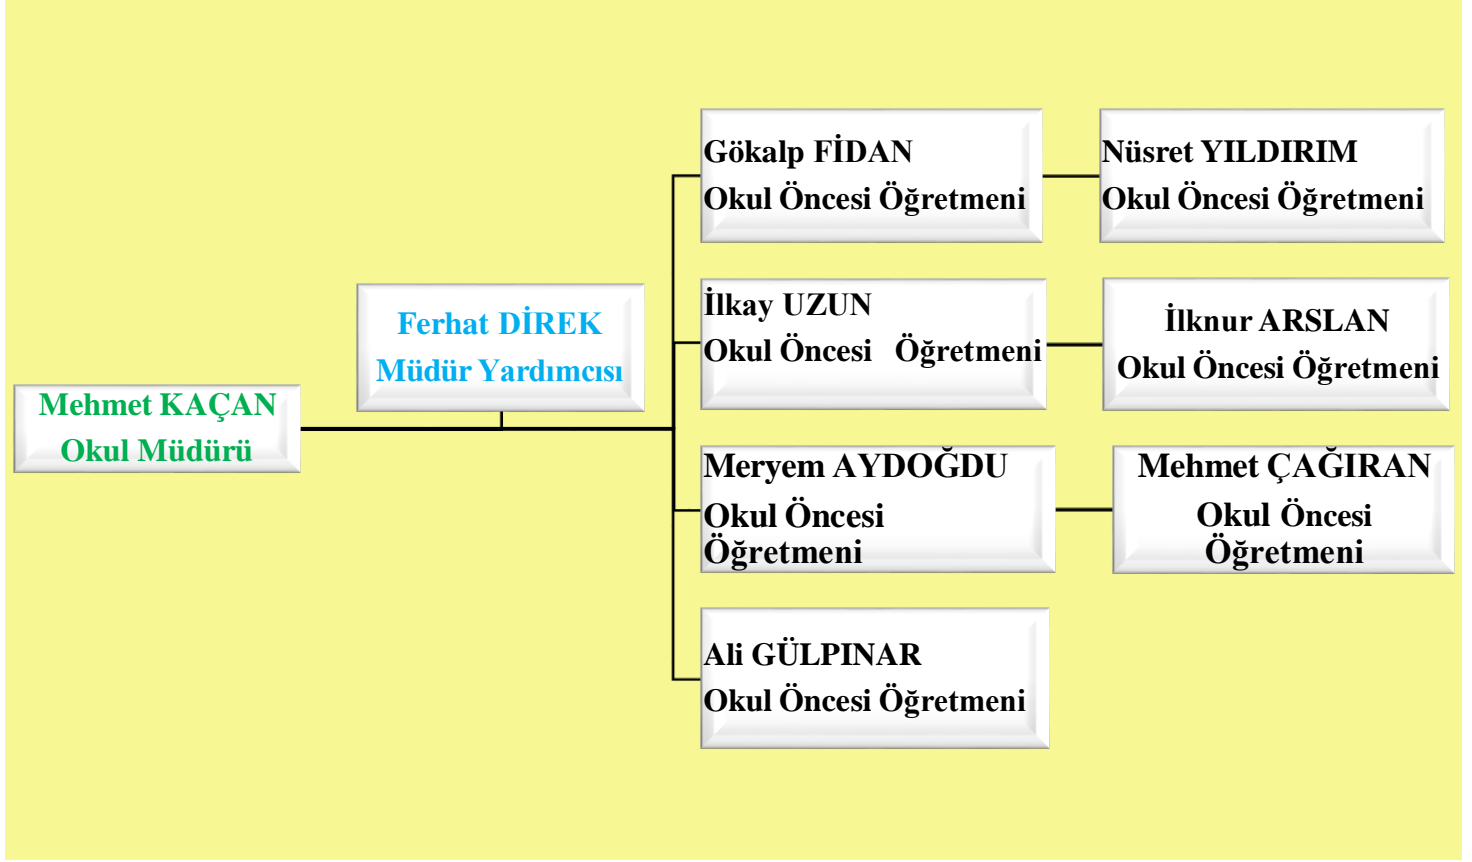 Mehmet KAÇAN
Okul Müdürü
Ferhat DİREK
Müdür Yardımcısı
Gökalp FİDAN
Okul Öncesi Öğretmeni
Nüsret YILDIRIM
Okul Öncesi Öğretmeni
İlkay UZUN
Okul Öncesi Öğretmeni
İlknur ARSLAN
Okul Öncesi Öğretmeni
Meryem AYDOĞDU
Okul Öncesi
Öğretmeni
Mehmet ÇAĞIRAN
Okul Öncesi
Öğretmeni
Ali GÜLPINAR
Okul Öncesi Öğretmeni